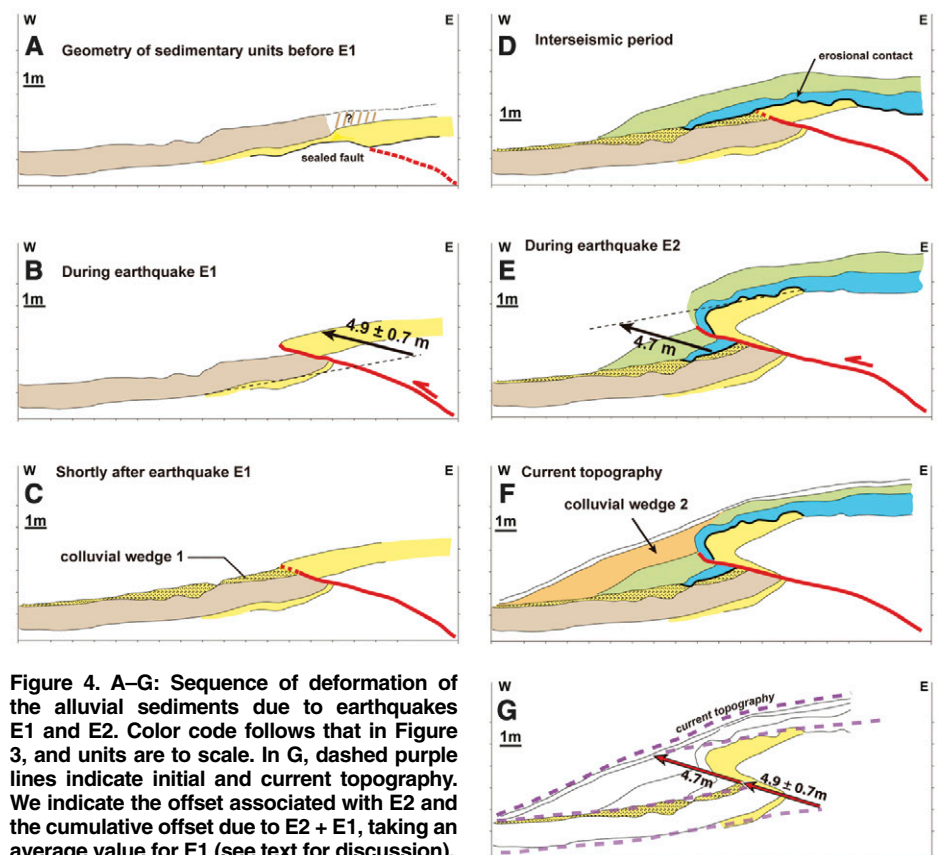 W E
A Geometry of sedimentary units before E1
1m
?
sealed fault
W E
B During earthquake E1
1m
4.9 ± 0.7 m
W E
C Shortly after earthquake E1
1m
colluvial wedge 1
W E
D Interseismic period
erosional contact
1m
W E
E During earthquake E2
1m
4.7 m
W E
F Current topography
colluvial wedge 2
1m
W E
G
current topography
1m
4.7m
4.9 ± 0.7m
Figure 4. A–G: Sequence of deformation of
the alluvial sediments due to earthquakes
E1 and E2. Color code follows that in Figure
3, and units are to scale. In G, dashed purple
lines indicate initial and current topography.
We indicate the offset associated with E2 and
the cumulative offset due to E2 + E1, taking an
average value for E1 (see text for discussion).